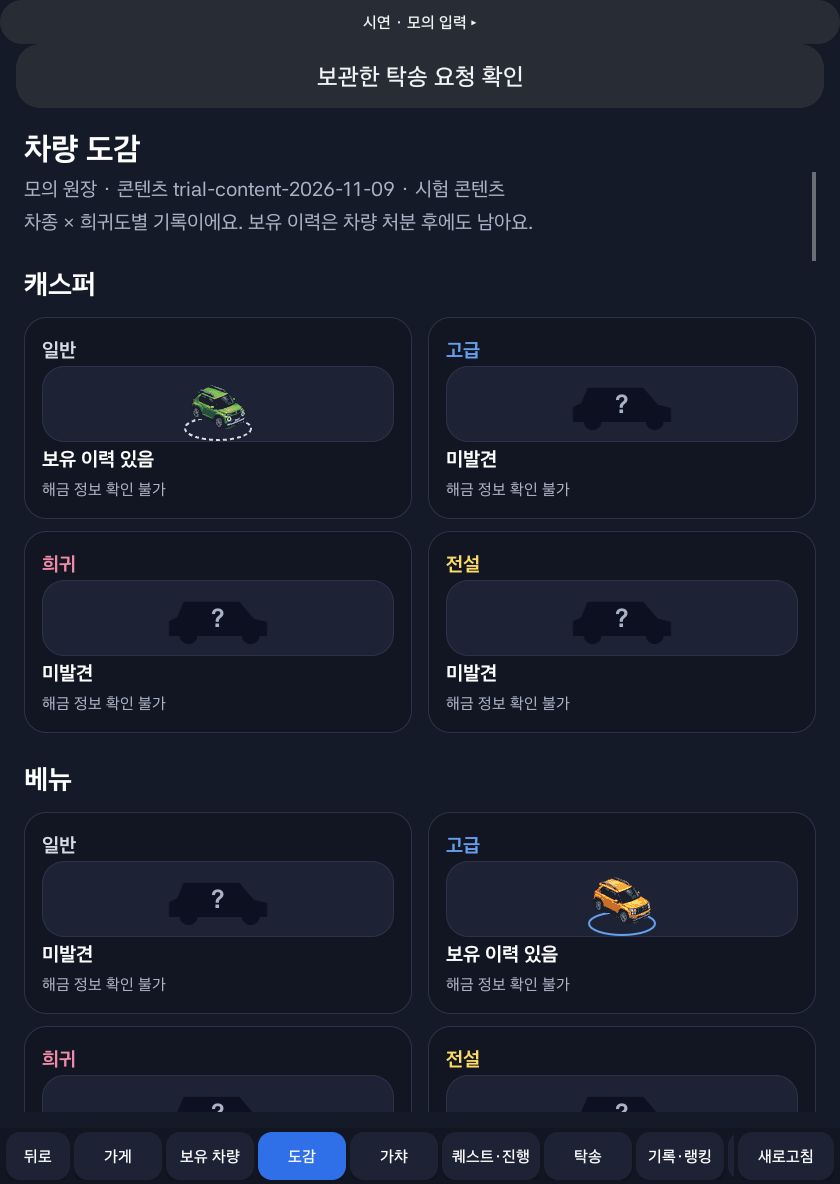 시연 · 모의 입력 ▸
보관한 탁송 요청 확인
차량 도감
모의 원장 · 콘텐츠 trial-content-2026-11-09 · 시험 콘텐츠
차종 × 희귀도별 기록이에요. 보유 이력은 차량 처분 후에도 남아요.
캐스퍼
일반
보유 이력 있음
해금 정보 확인 불가
고급
?
미발견
해금 정보 확인 불가
희귀
?
미발견
해금 정보 확인 불가
전설
?
미발견
해금 정보 확인 불가
베뉴
일반
?
미발견
해금 정보 확인 불가
고급
보유 이력 있음
해금 정보 확인 불가
희귀
?
전설
?
뒤로
가게
보유 차량
도감
가챠
퀘스트·진행
탁송
기록·랭킹
새로고침